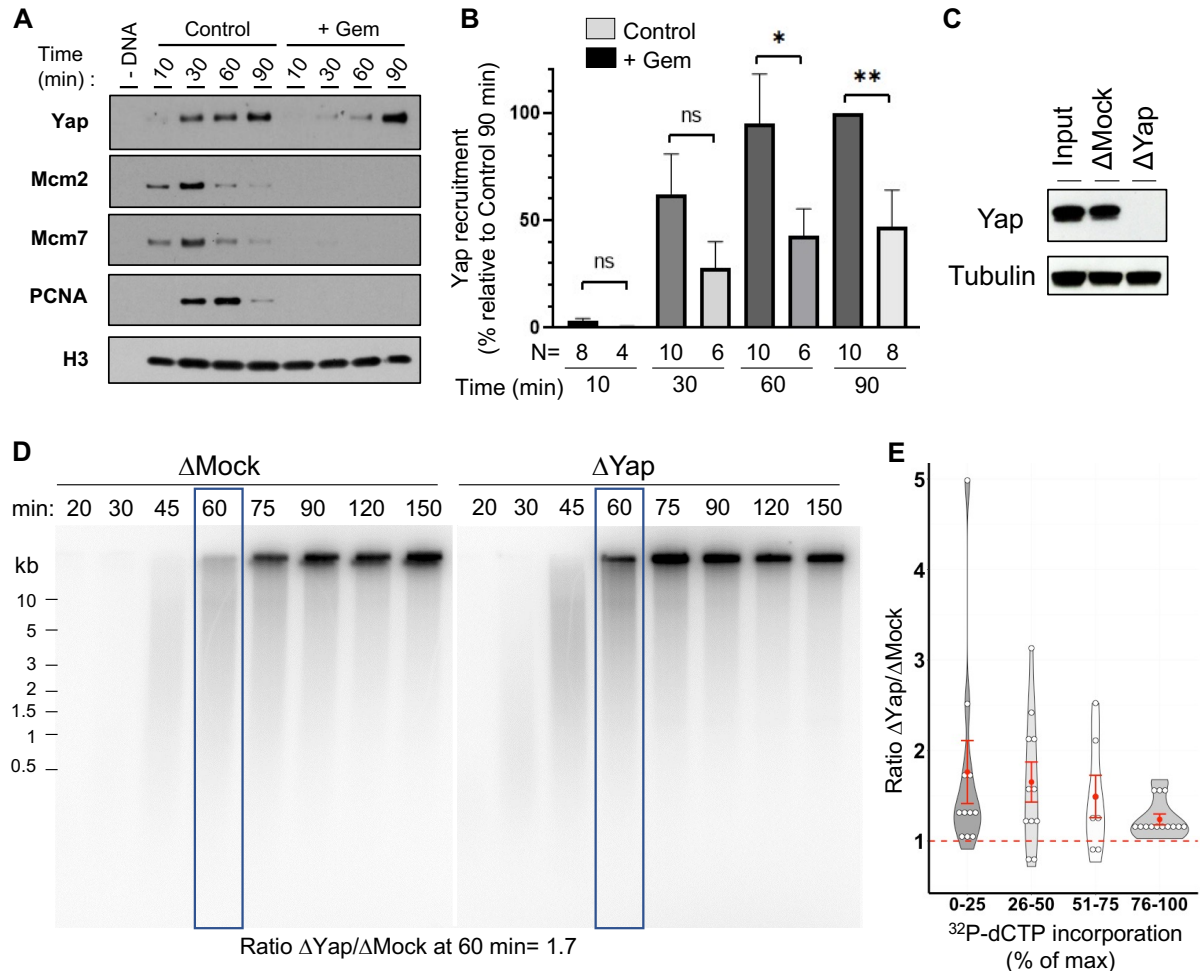 A
- DNA
Control
+ Gem
Time
(min) :
10 30 60 90 10 30 60 90
Yap
Mcm2
Mcm7
PCNA
H3
B
Control
+ Gem
Yap recruitment
(% relative to Control 90 min)
100
50
0
ns
ns
*
**
N= 8 4 10 6 10 6 10 8
Time (min) 10 30 60 90
C
Input
ΔMock
ΔYap
Yap
Tubulin
D
ΔMock
ΔYap
min: 20 30 45 60 75 90 120 150 20 30 45 60 75 90 120 150
kb
10
5
3
2
1.5
1
0.5
Ratio ΔYap/ΔMock at 60 min= 1.7
E
Ratio ΔYap/ΔMock
5
4
3
2
1
0-25 26-50 51-75 76-100
³²P-dCTP incorporation
(% of max)